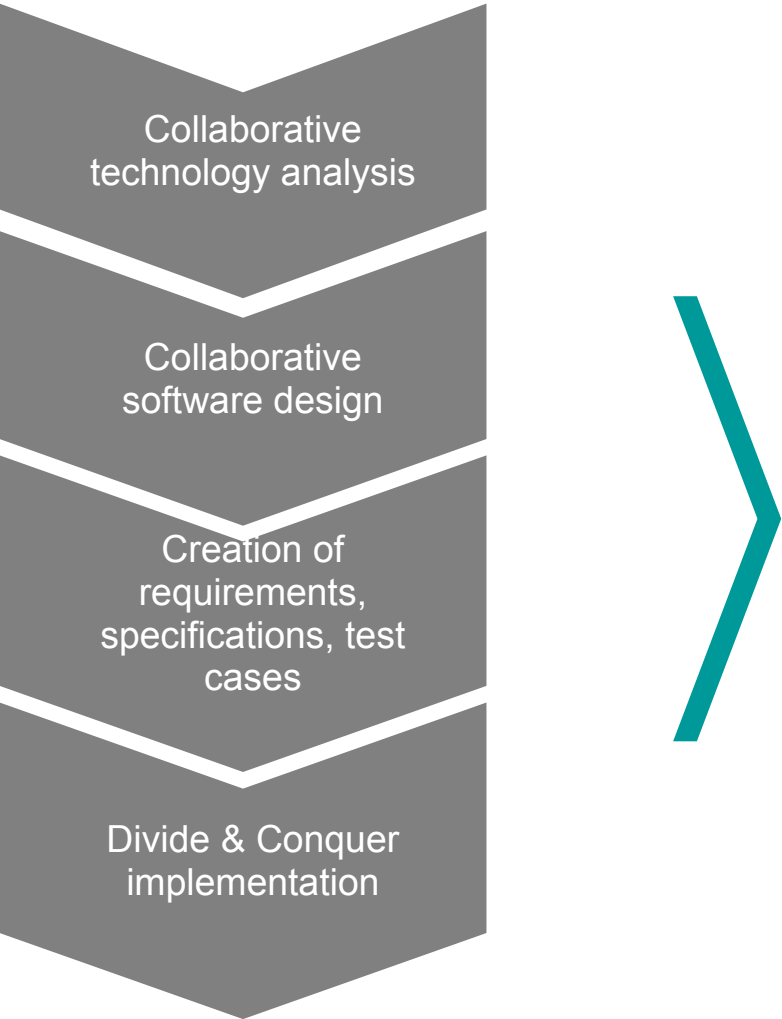 Collaborative
technology analysis
Collaborative
software design
Creation of
requirements,
specifications, test
cases
Divide & Conquer
implementation